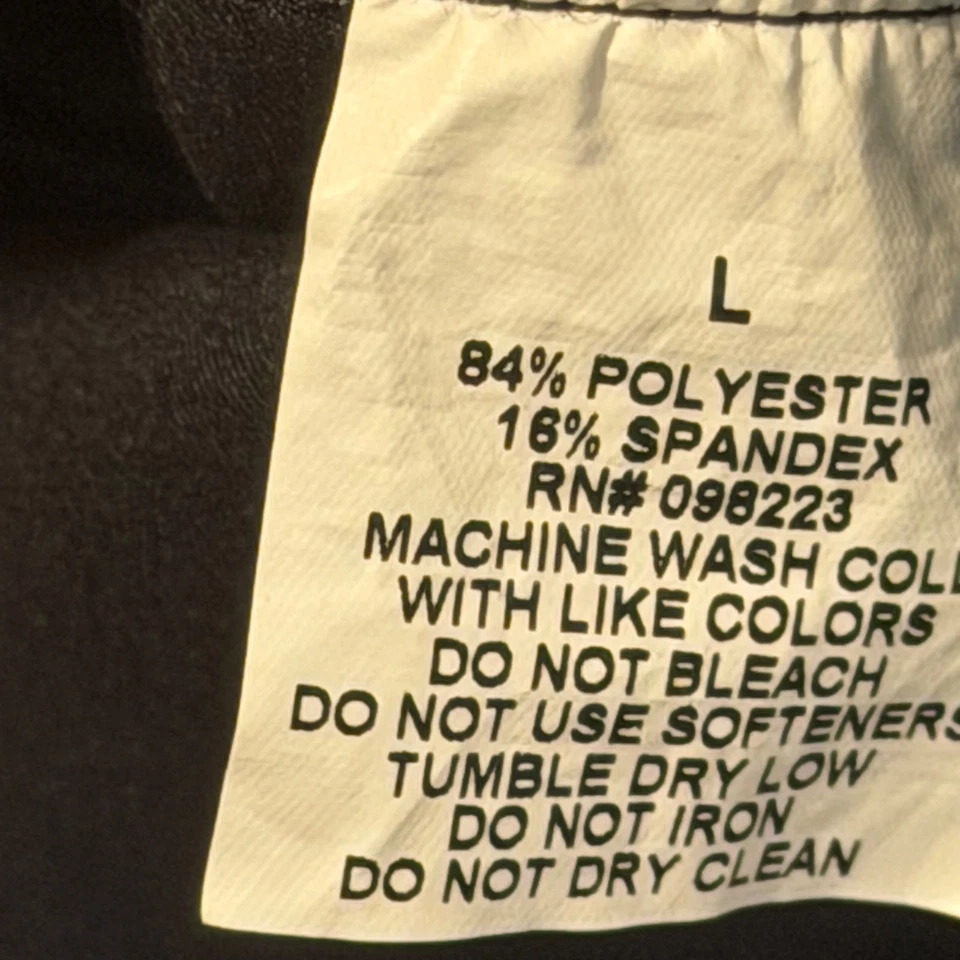 L
84% POLYESTER
16% SPANDEX
RN# 098223
MACHINE WASH COLD
WITH LIKE COLORS
DO NOT BLEACH
DO NOT USE SOFTENERS
TUMBLE DRY LOW
DO NOT IRON
DO NOT DRY CLEAN